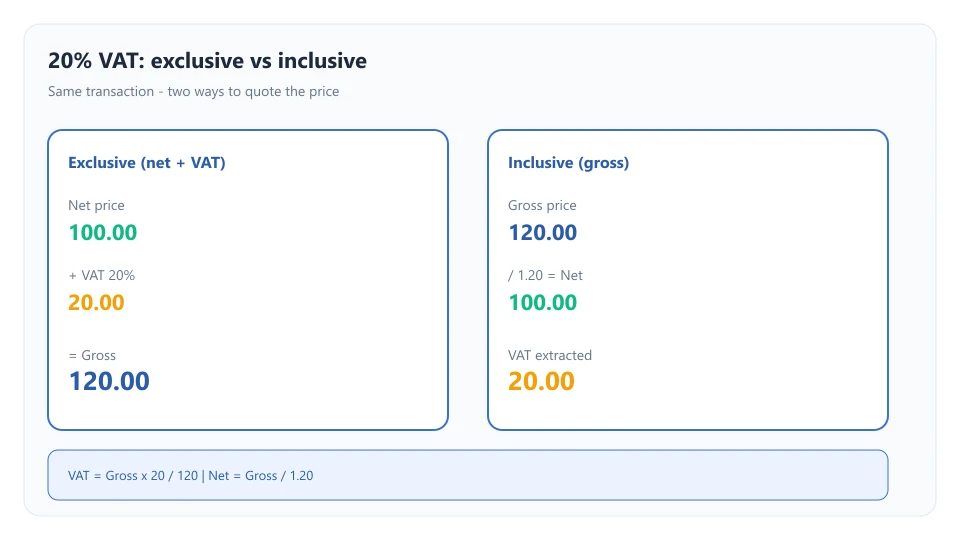 20% VAT: exclusive vs inclusive
Same transaction - two ways to quote the price
Exclusive (net + VAT)
Net price
100.00
+ VAT 20%
20.00
= Gross
120.00
Inclusive (gross)
Gross price
120.00
/ 1.20 = Net
100.00
VAT extracted
20.00
VAT = Gross x 20 / 120 | Net = Gross / 1.20